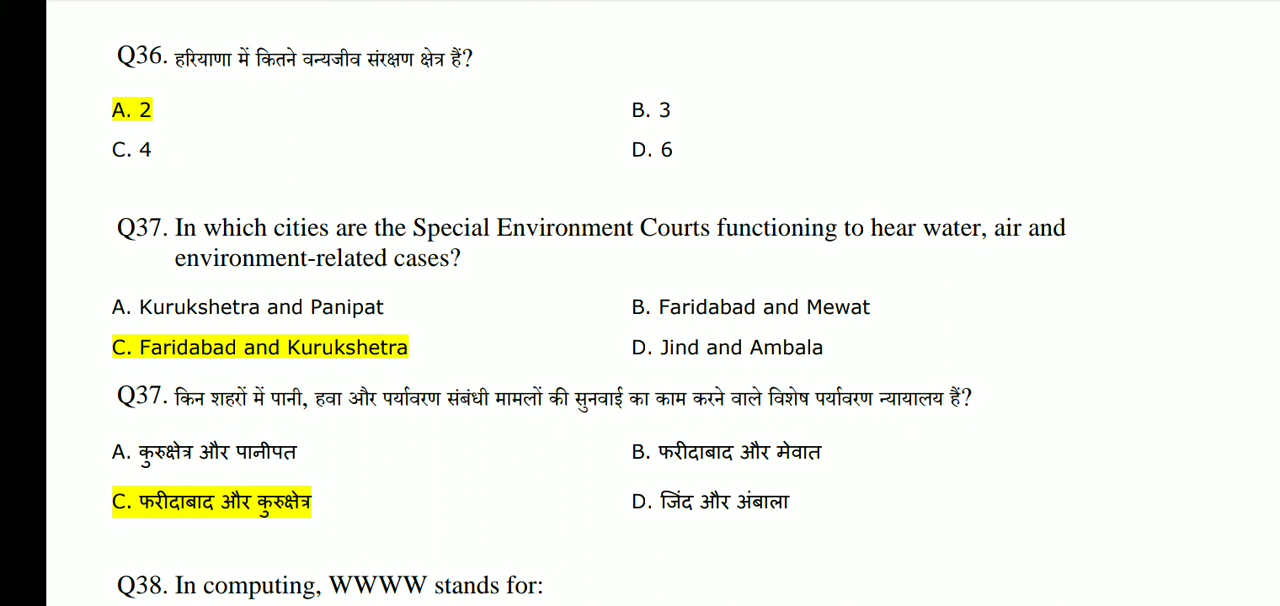 Q36. हरियाणा में कितने वन्यजीव संरक्षण क्षेत्र हैं?
A. 2 B. 3
C. 4 D. 6
Q37. In which cities are the Special Environment Courts functioning to hear water, air and
environment-related cases?
A. Kurukshetra and Panipat B. Faridabad and Mewat
C. Faridabad and Kurukshetra D. Jind and Ambala
Q37. किन शहरों में पानी, हवा और पर्यावरण संबंधी मामलों की सुनवाई का काम करने वाले विशेष पर्यावरण न्यायालय हैं?
A. कुरुक्षेत्र और पानीपत B. फरीदाबाद और मेवात
C. फरीदाबाद और कुरुक्षेत्र D. जिंद और अंबाला
Q38. In computing, WWWW stands for: